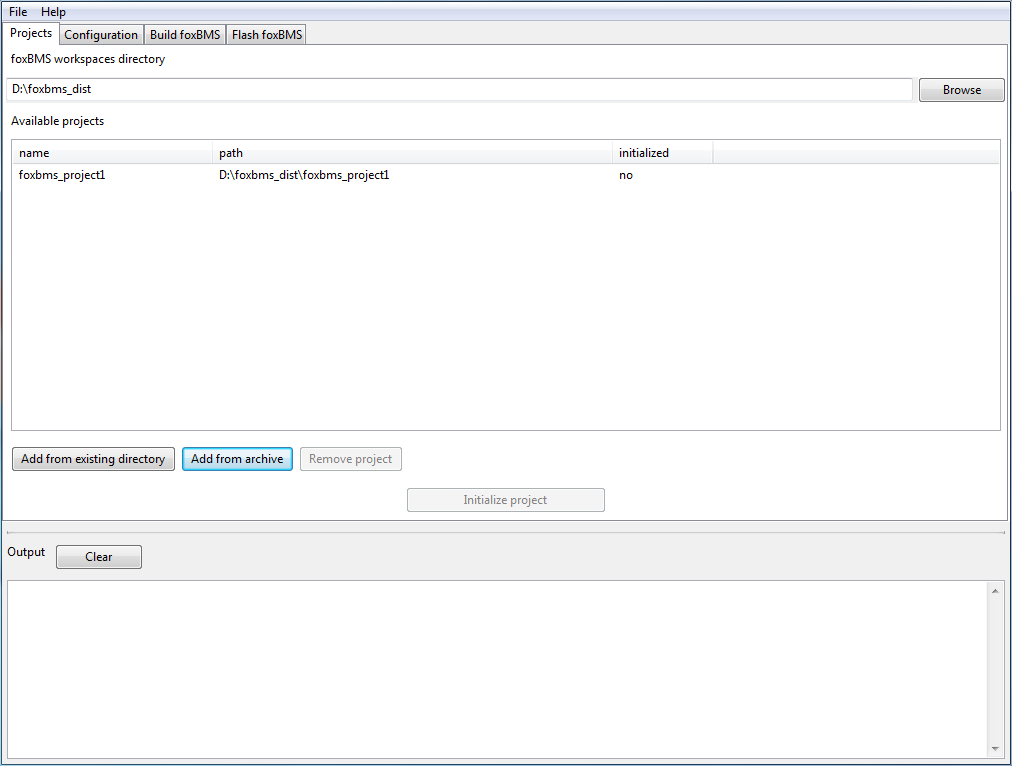 File Help
Projects Configuration Build foxBMS Flash foxBMS
foxBMS workspaces directory
D:\foxbms_dist Browse
Available projects
name path initialized
foxbms_project1 D:\foxbms_dist\foxbms_project1 no
Add from existing directory Add from archive Remove project
Initialize project
Output Clear